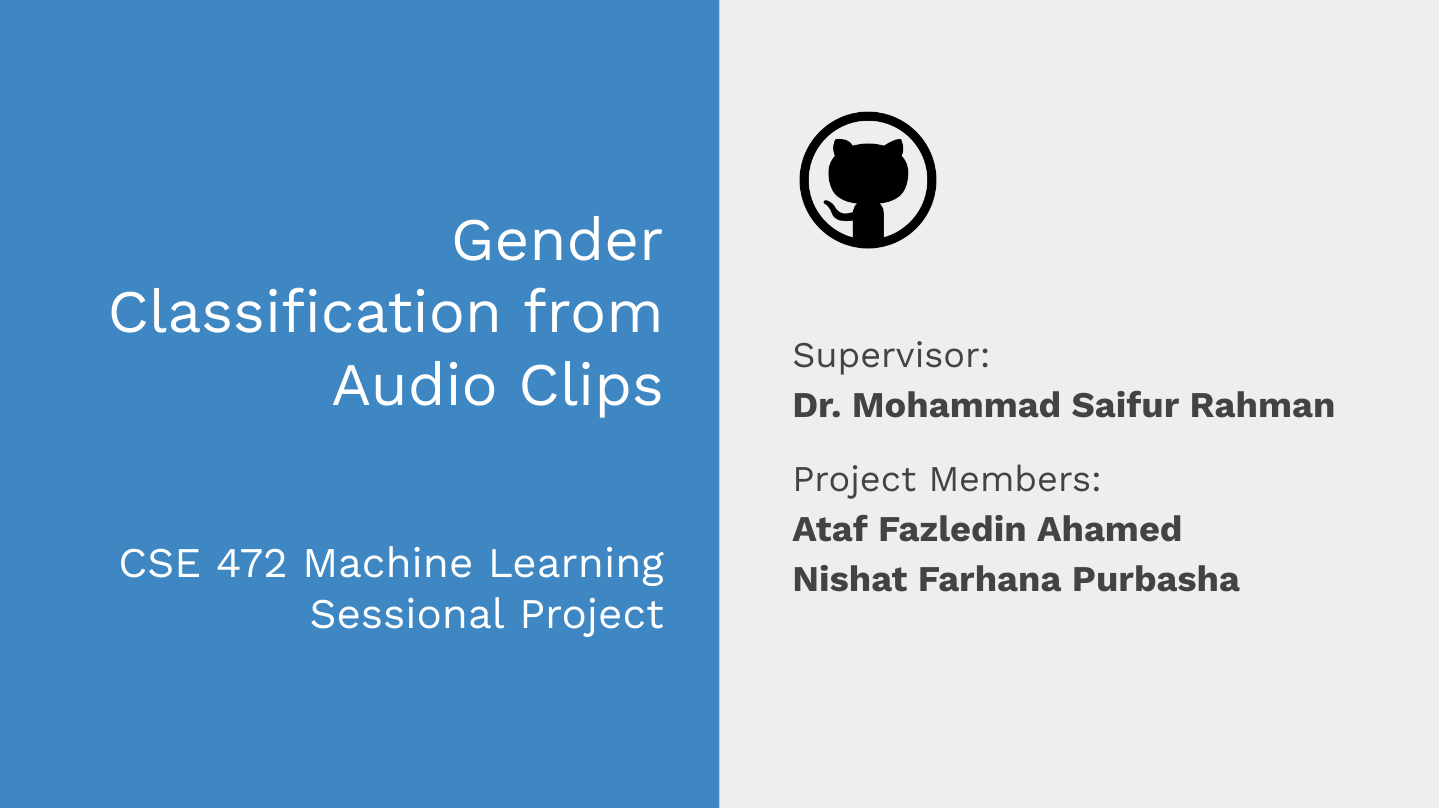 Gender
Classification from
Audio Clips
CSE 472 Machine Learning
Sessional Project
Supervisor:
Dr. Mohammad Saifur Rahman
Project Members:
Ataf Fazledin Ahamed
Nishat Farhana Purbasha